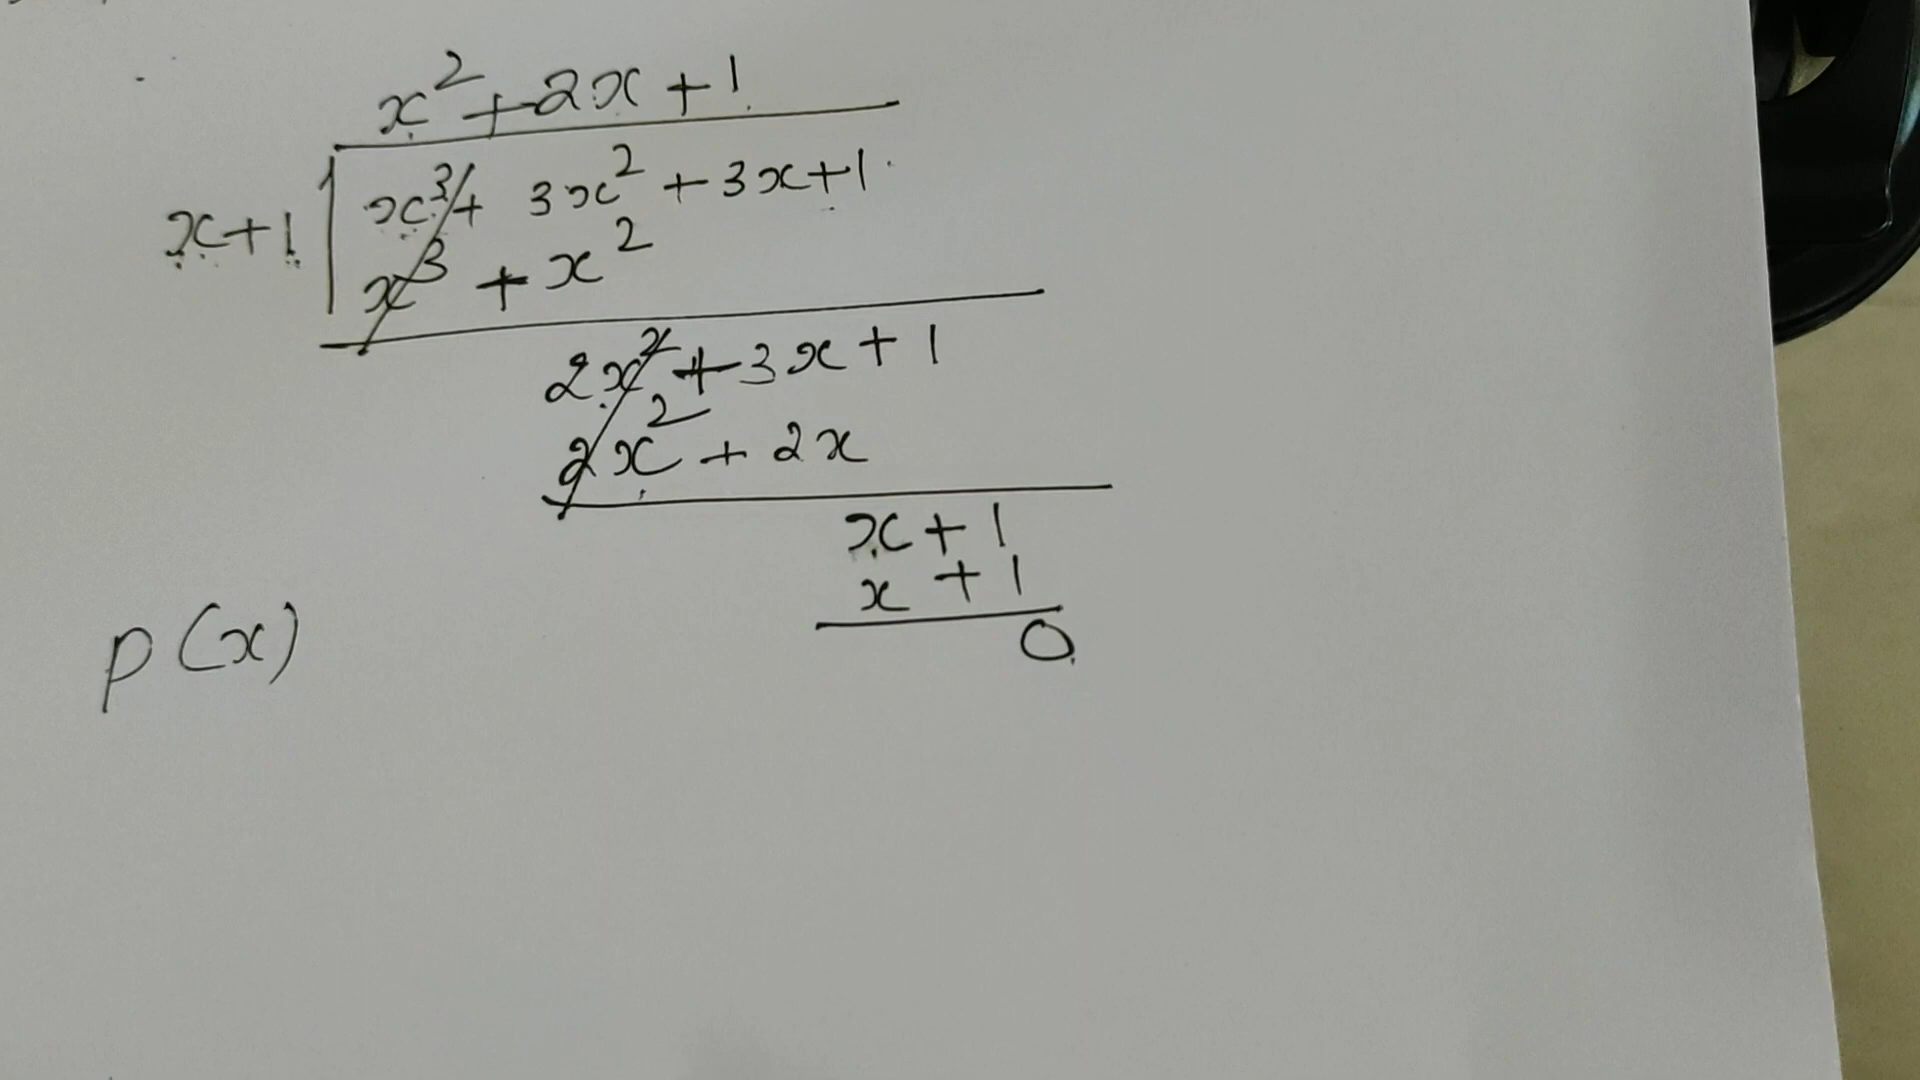 x² + 2x + 1
x + 1 | x³ + 3x² + 3x + 1
x³ + x²
2x² + 3x + 1
2x² + 2x
x + 1
x + 1
0
p(x)